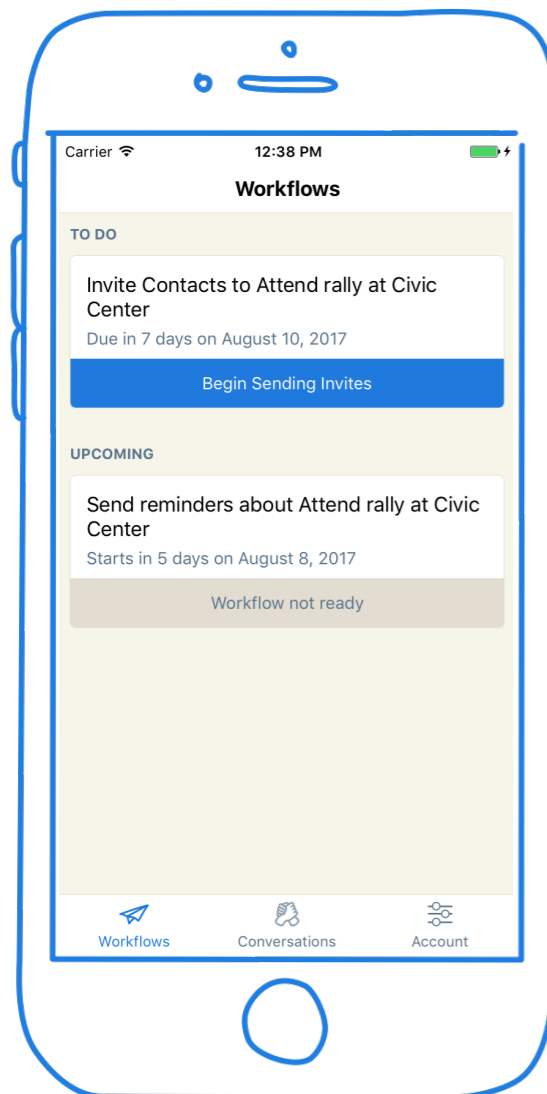 Carrier
12:38 PM
Workflows
TO DO
Invite Contacts to Attend rally at Civic
Center
Due in 7 days on August 10, 2017
Begin Sending Invites
UPCOMING
Send reminders about Attend rally at Civic
Center
Starts in 5 days on August 8, 2017
Workflow not ready
Workflows
Conversations
Account